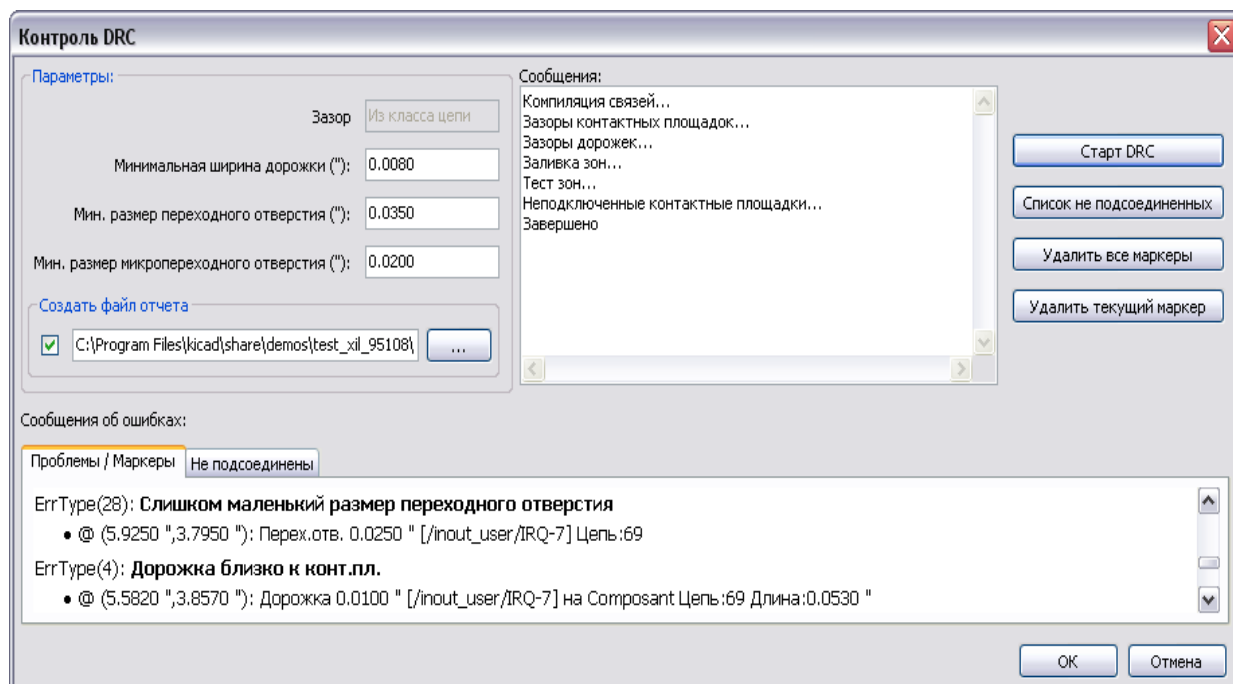 Контроль DRC
Параметры:
Зазор
Из класса цепи
Минимальная ширина дорожки ("):
0.0080
Мин. размер переходного отверстия ("):
0.0350
Мин. размер микропереходного отверстия ("):
0.0200
Создать файл отчета
C:\Program Files\kicad\share\demos\test_xil_95108\
...
Сообщения:
Компиляция связей...
Зазоры контактных площадок...
Зазоры дорожек...
Заливка зон...
Тест зон...
Неподключенные контактные площадки...
Завершено
Старт DRC
Список не подсоединенных
Удалить все маркеры
Удалить текущий маркер
Сообщения об ошибках:
Проблемы / Маркеры
Не подсоединены
ErrType(28): Слишком маленький размер переходного отверстия
• @ (5.9250 ",3.7950 "): Перех.отв. 0.0250 " [/inout_user/IRQ-7] Цепь:69
ErrType(4): Дорожка близко к конт.пл.
• @ (5.5820 ",3.8570 "): Дорожка 0.0100 " [/inout_user/IRQ-7] на Composant Цепь:69 Длина:0.0530 "
ОК
Отмена